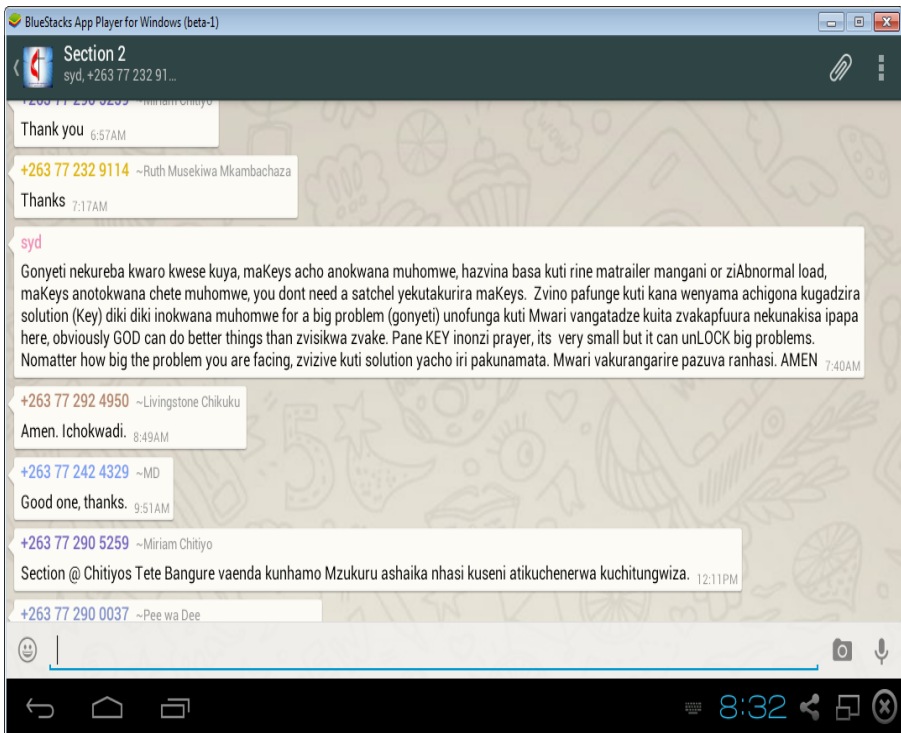 BlueStacks App Player for Windows (beta-1)
Section 2
syd, +263 77 232 91...
+263 77 290 5259 ~Miriam Chitiyo
Thank you 6:57AM
+263 77 232 9114 ~Ruth Musekiwa Mkambachaza
Thanks 7:17AM
syd
Gonyeti nekureba kwaro kwese kuya, maKeys acho anokwana muhomwe, hazvina basa kuti rine matrailer mangani or ziAbnormal load,
maKeys anotokwana chete muhomwe, you dont need a satchel yekutakurira maKeys. Zvino pafunge kuti kana wenyama achigona kugadzira
solution (Key) diki diki inokwana muhomwe for a big problem (gonyeti) unofunga kuti Mwari vangatadze kuita zvakapfuura nekunakisa ipapa
here, obviously GOD can do better things than zvisikwa zvake. Pane KEY inonzi prayer, its very small but it can unLOCK big problems.
Nomatter how big the problem you are facing, zvizive kuti solution yacho iri pakunamata. Mwari vakurangarire pazuva ranhasi. AMEN 7:40AM
+263 77 292 4950 ~Livingstone Chikuku
Amen. Ichokwadi. 8:49AM
+263 77 242 4329 ~MD
Good one, thanks. 9:51AM
+263 77 290 5259 ~Miriam Chitiyo
Section @ Chitiyos Tete Bangure vaenda kunhamo Mzukuru ashaika nhasi kuseni atikuchenerwa kuchitungwiza. 12:11PM
+263 77 290 0037 ~Pee wa Dee
8:32